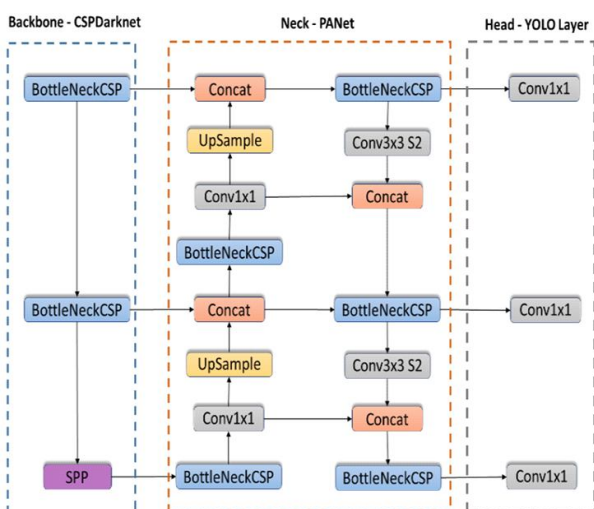 Backbone - CSPDarknet
Neck - PANet
Head - YOLO Layer
BottleNeckCSP
Concat
BottleNeckCSP
Conv1x1
UpSample
Conv3x3 S2
Conv1x1
Concat
BottleNeckCSP
BottleNeckCSP
Concat
BottleNeckCSP
Conv1x1
UpSample
Conv3x3 S2
Conv1x1
Concat
SPP
BottleNeckCSP
BottleNeckCSP
Conv1x1